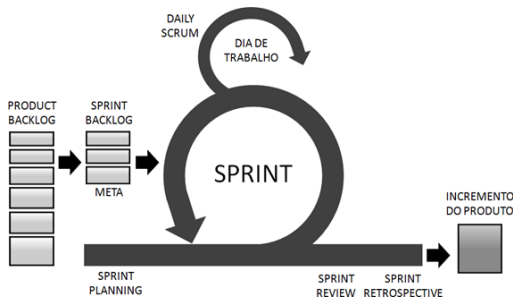 DAILY
SCRUM
DIA DE
TRABALHO
PRODUCT
BACKLOG
SPRINT
BACKLOG
META
SPRINT
INCREMENTO
DO PRODUTO
SPRINT
PLANNING
SPRINT
REVIEW
SPRINT
RETROSPECTIVE